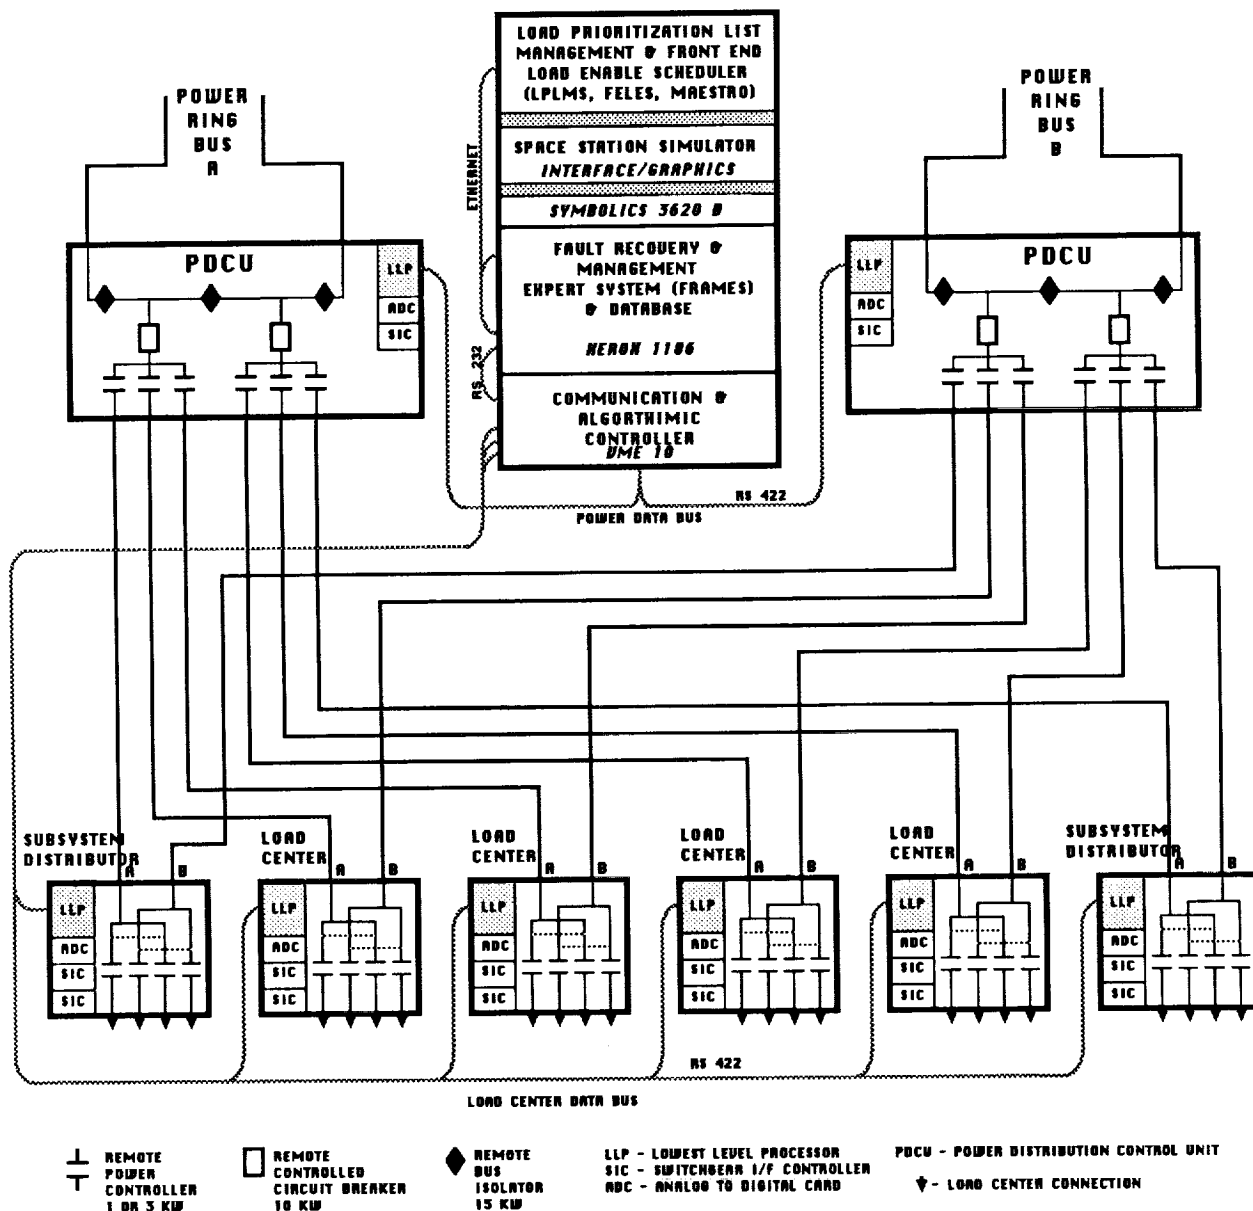 LOAD PRIORITIZATION LIST
MANAGEMENT & FRONT END
LOAD ENABLE SCHEDULER
(LPLMS, FELES, MAESTRO)
SPACE STATION SIMULATOR
INTERFACE/GRAPHICS
SYMBOLICS 3620 D
FAULT RECOVERY &
MANAGEMENT
EXPERT SYSTEM (FRAMES)
& DATABASE
XEROX 1186
COMMUNICATION &
ALGORTHIMIC
CONTROLLER
VME 10
ETHERNET
RS 232
POWER
RING
BUS
A
POWER
RING
BUS
B
PDCU
LLP
ADC
SIC
PDCU
LLP
ADC
SIC
RS 422
POWER DATA BUS
SUBSYSTEM
DISTRIBUTOR
A
B
LOAD
CENTER
A
B
LOAD
CENTER
A
B
LOAD
CENTER
A
B
LOAD
CENTER
A
B
SUBSYSTEM
DISTRIBUTOR
A
B
LLP
ADC
SIC
SIC
LLP
ADC
SIC
SIC
LLP
ADC
SIC
SIC
LLP
ADC
SIC
SIC
LLP
ADC
SIC
SIC
LLP
ADC
SIC
SIC
RS 422
LOAD CENTER DATA BUS
REMOTE
POWER
CONTROLLER
1 OR 3 KW
REMOTE
CONTROLLED
CIRCUIT BREAKER
10 KW
REMOTE
BUS
ISOLATOR
15 KW
LLP - LOWEST LEVEL PROCESSOR
SIC - SWITCHGEAR I/F CONTROLLER
ADC - ANALOG TO DIGITAL CARD
PDCU - POWER DISTRIBUTION CONTROL UNIT
- LOAD CENTER CONNECTION